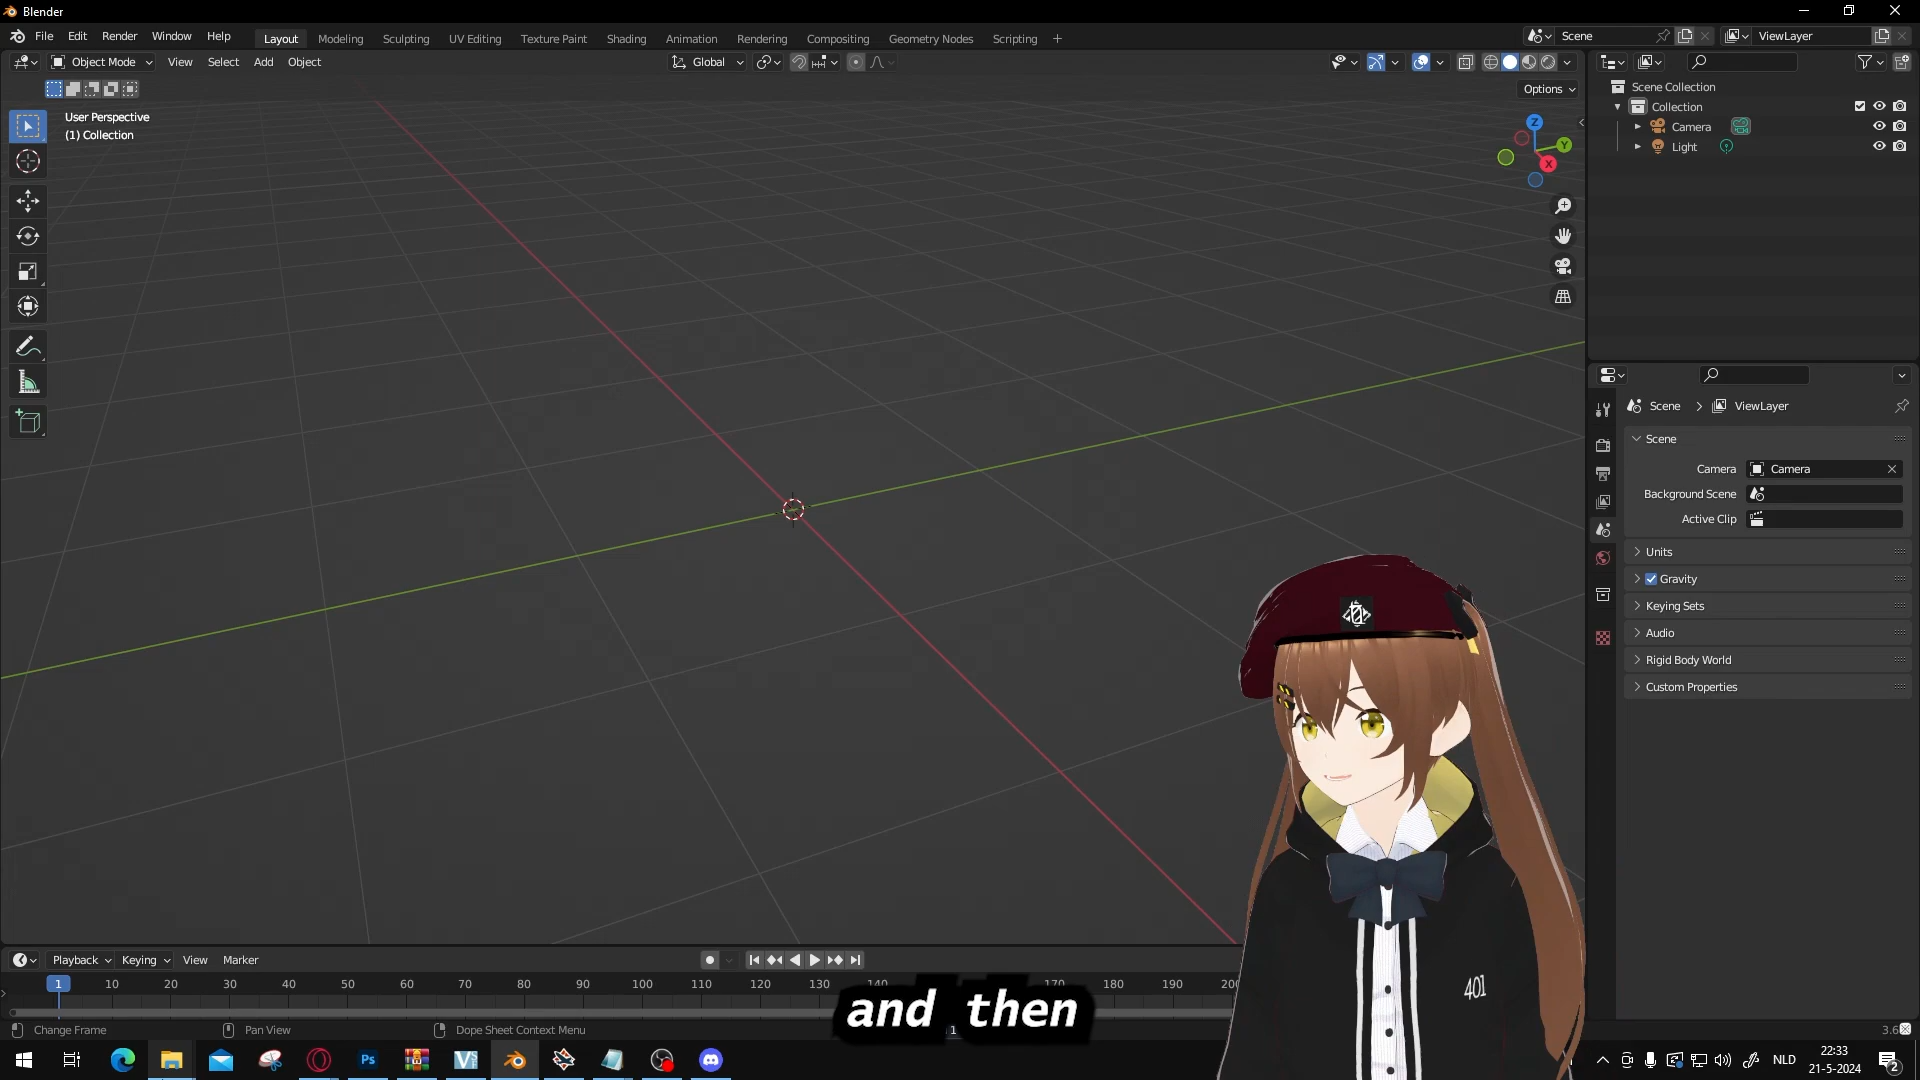 Blender
File Edit Render Window Help Layout Modeling Sculpting UV Editing Texture Paint Shading Animation Rendering Compositing Geometry Nodes Scripting + Scene ViewLayer
Object Mode View Select Add Object Global
Options
User Perspective
(1) Collection
Z
Y
X
Scene Collection
Collection
Camera
Light
Scene > ViewLayer
Scene
Camera Camera
Background Scene
Active Clip
Units
Gravity
Keying Sets
Audio
Rigid Body World
Custom Properties
401
Playback Keying View Marker
1 10 20 30 40 50 60 70 80 90 100 110 120 130 140 170 180 190
and then
1
Change Frame Pan View Dope Sheet Context Menu
3.6
Ps
NLD
22:33
21-5-2024
2